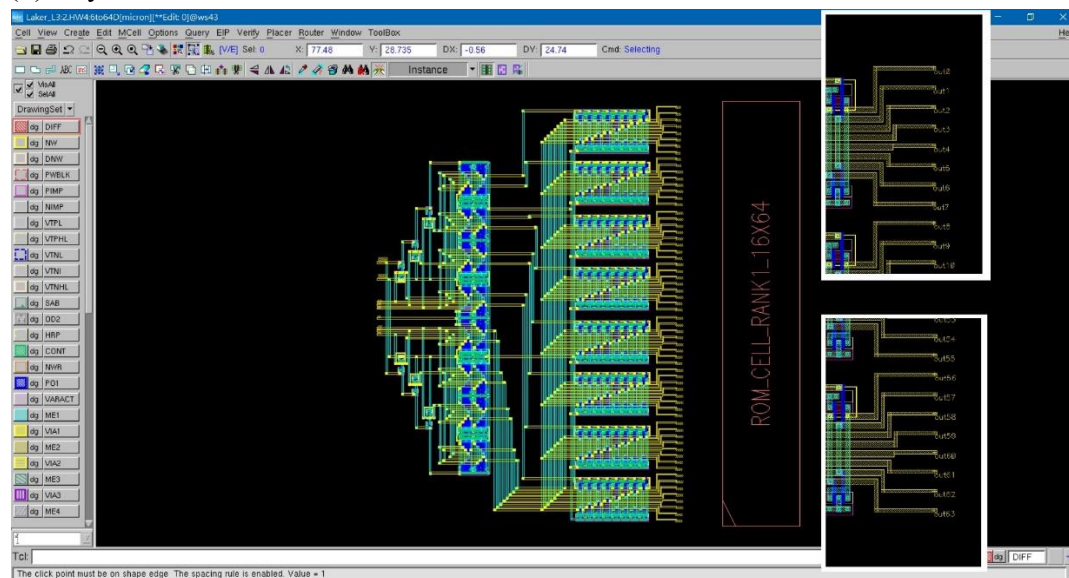 Laker_L3:2.HW4:6to64D[micron][**Edit: 0]@ws43
Cell View Create Edit MCell Options Query EIP Verify Placer Router Window ToolBox
He
[V/E] Sel: 0 X: 77.48 Y: 28.735 DX: -0.56 DY: 24.74 Cmd: Selecting
ABC
Instance
VisAll
SelAll
DrawingSet
dg DIFF
dg NW
dg DNW
dg PWBLK
dg PIMP
dg NIMP
dg VTPL
dg VTPHL
dg VTNL
dg VTNI
dg VTNHL
dg SAB
dg OD2
dg HRP
dg CONT
dg NWR
dg PO1
dg VARACT
dg ME1
dg VIA1
dg ME2
dg VIA2
dg ME3
dg VIA3
dg ME4
ROM_CELL_RANK1-16X64
out0
out1
out2
out3
out4
out5
out6
out7
out8
out9
out10
out54
out55
out56
out57
out58
out59
out60
out61
out62
out63
Tcl:
dg DIFF
The click point must be on shape edge The spacing rule is enabled. Value = 1